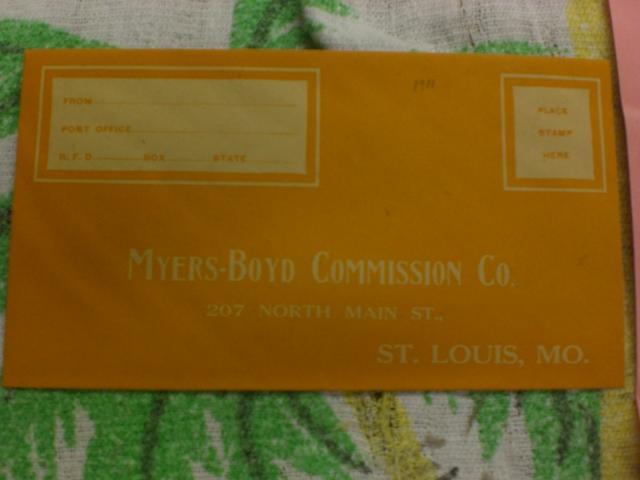 FROM
POST OFFICE
R. F. D. BOX STATE
1911
PLACE
STAMP
HERE
MYERS-BOYD COMMISSION CO.
207 NORTH MAIN ST.,
ST. LOUIS, MO.